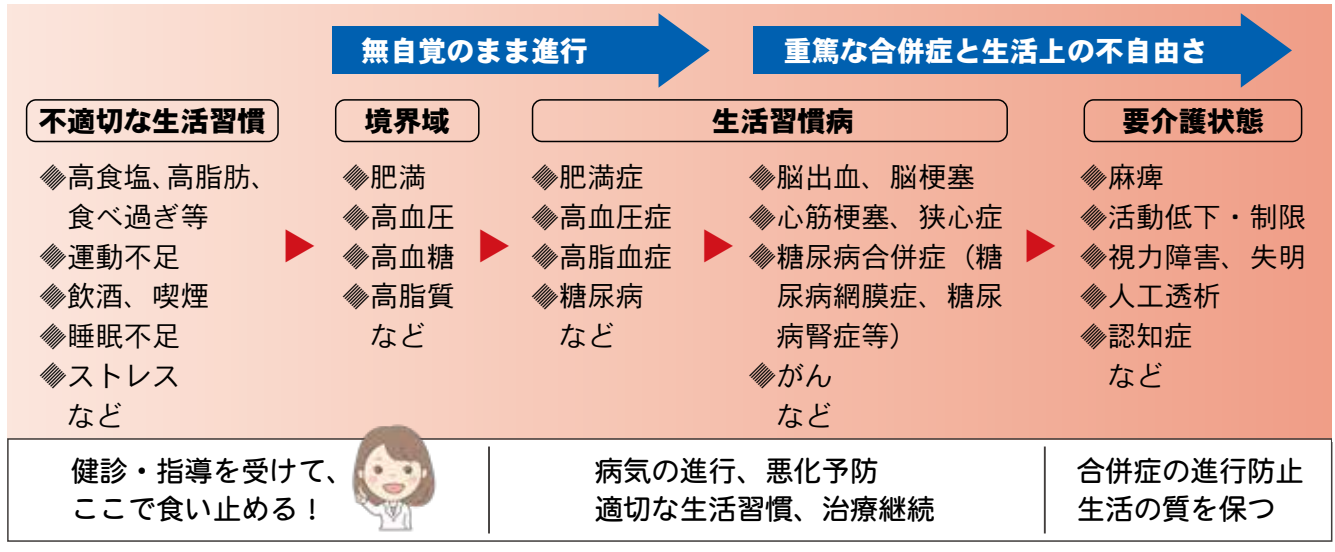 無自覚のまま進行
重篤な合併症と生活上の不自由さ
不適切な生活習慣
◆高食塩、高脂肪、
食べ過ぎ等
◆運動不足
◆飲酒、喫煙
◆睡眠不足
◆ストレス
など
境界域
◆肥満
◆高血圧
◆高血糖
◆高脂質
など
生活習慣病
◆肥満症
◆高血圧症
◆高脂血症
◆糖尿病
など
◆脳出血、脳梗塞
◆心筋梗塞、狭心症
◆糖尿病合併症（糖
尿病網膜症、糖尿
病腎症等）
◆がん
など
要介護状態
◆麻痺
◆活動低下・制限
◆視力障害、失明
◆人工透析
◆認知症
など
健診・指導を受けて、
ここで食い止める！
病気の進行、悪化予防
適切な生活習慣、治療継続
合併症の進行防止
生活の質を保つ